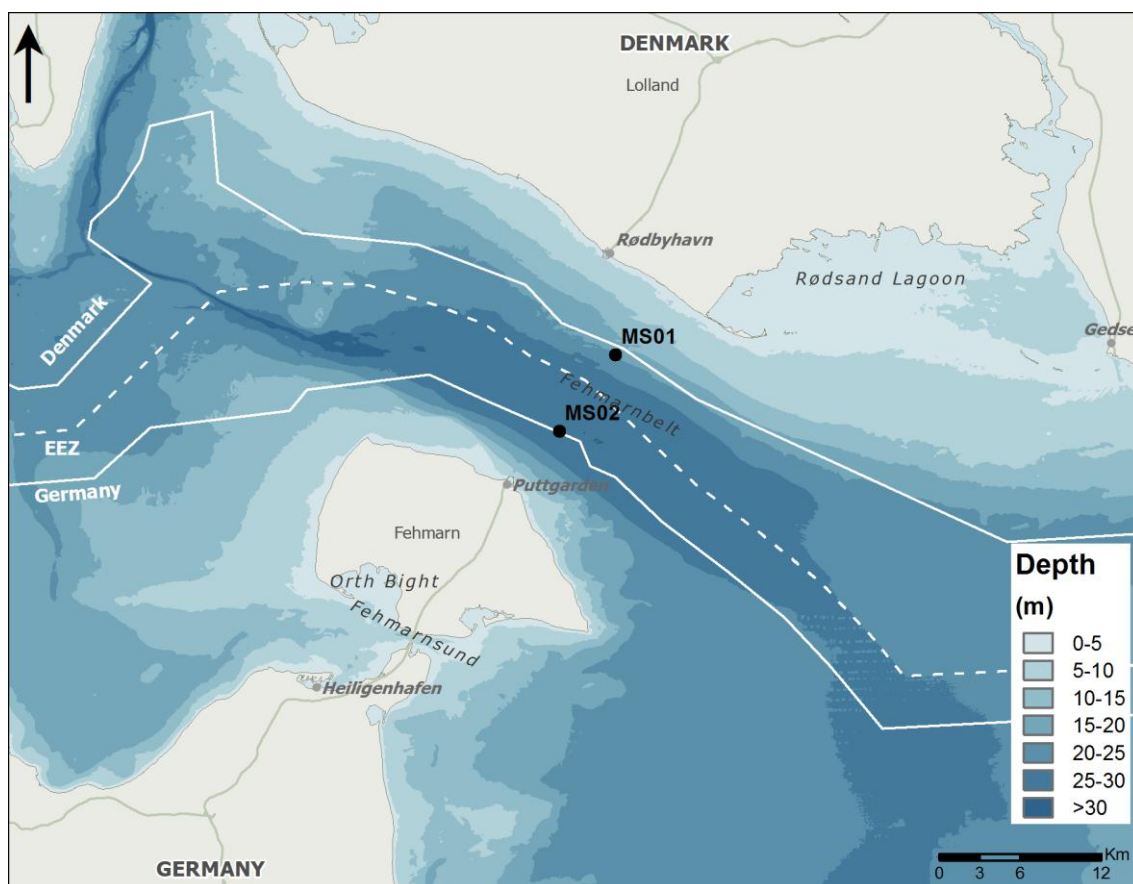 DENMARK
Lolland
Rødbyhavn
Rødsand Lagoon
Gedse
Denmark
MS01
Fehmarnbelt
MS02
EEZ
Germany
Puttgarden
Fehmarn
Orth Bight
Fehmarnsund
Heiligenhafen
GERMANY
Depth
(m)
0-5
5-10
10-15
15-20
20-25
25-30
>30
Km
0 3 6 12